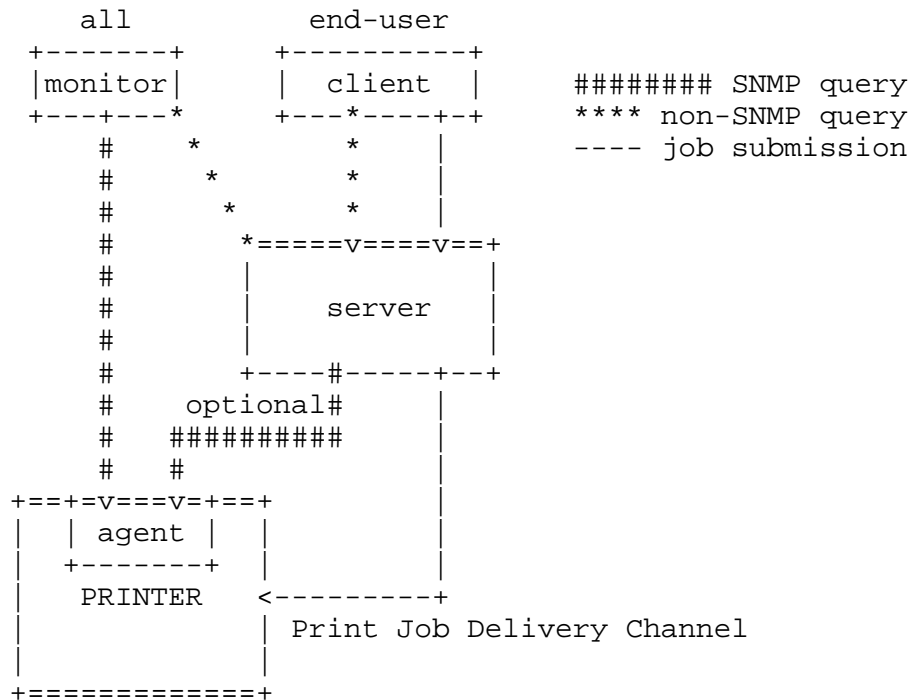 all end-user
monitor client ######## SNMP query
**** non-SNMP query
---- job submission
server
optional
agent
PRINTER
Print Job Delivery Channel